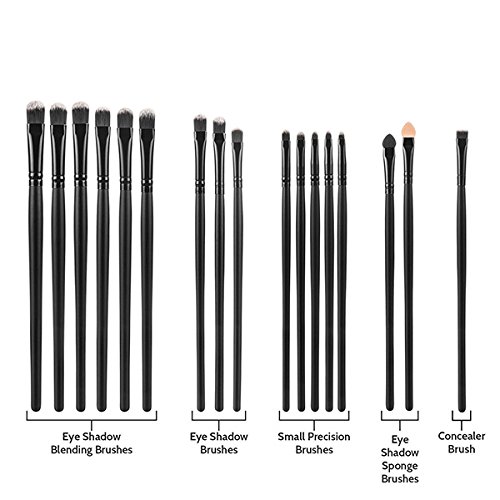 Eye Shadow
Blending Brushes
Eye Shadow
Brushes
Small Precision
Brushes
Eye
Shadow
Sponge
Brushes
Concealer
Brush